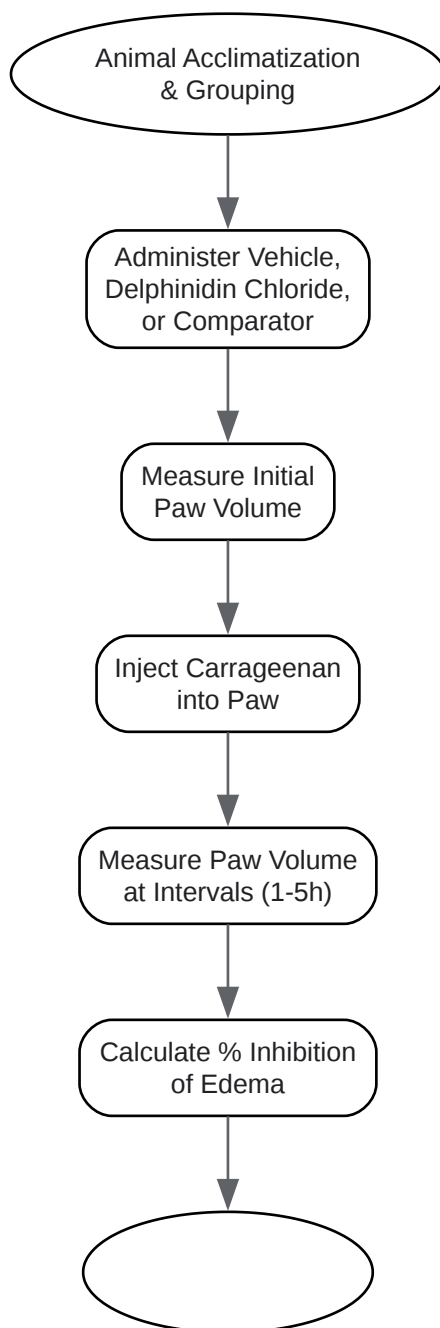 Animal Acclimatization
& Grouping
Administer Vehicle,
Delphinidin Chloride,
or Comparator
Measure Initial
Paw Volume
Inject Carrageenan
into Paw
Measure Paw Volume
at Intervals (1-5h)
Calculate % Inhibition
of Edema